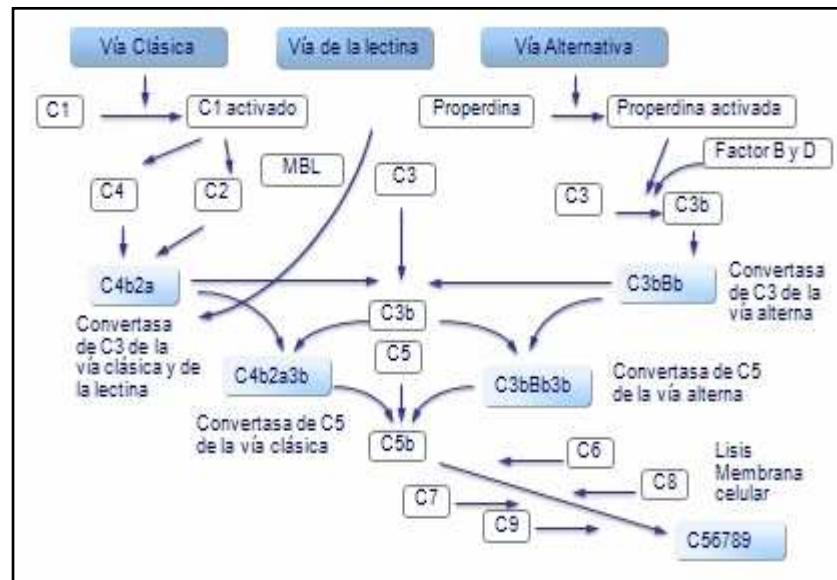 Vía Clásica
Vía de la lectina
Vía Alternativa
C1
C1 activado
Properdina
Properdina activada
Factor B y D
MBL
C3
C4
C2
C3
C3b
C4b2a
C3bBb
Convertasa
de C3 de la
vía alterna
Convertasa
de C3 de la
vía clásica y de
la lectina
C3b
C5
C4b2a3b
C3bBb3b
Convertasa de C5
de la vía alterna
Convertasa de C5
de la vía clásica
C5b
C6
Lisis
Membrana
celular
C8
C7
C9
C56789